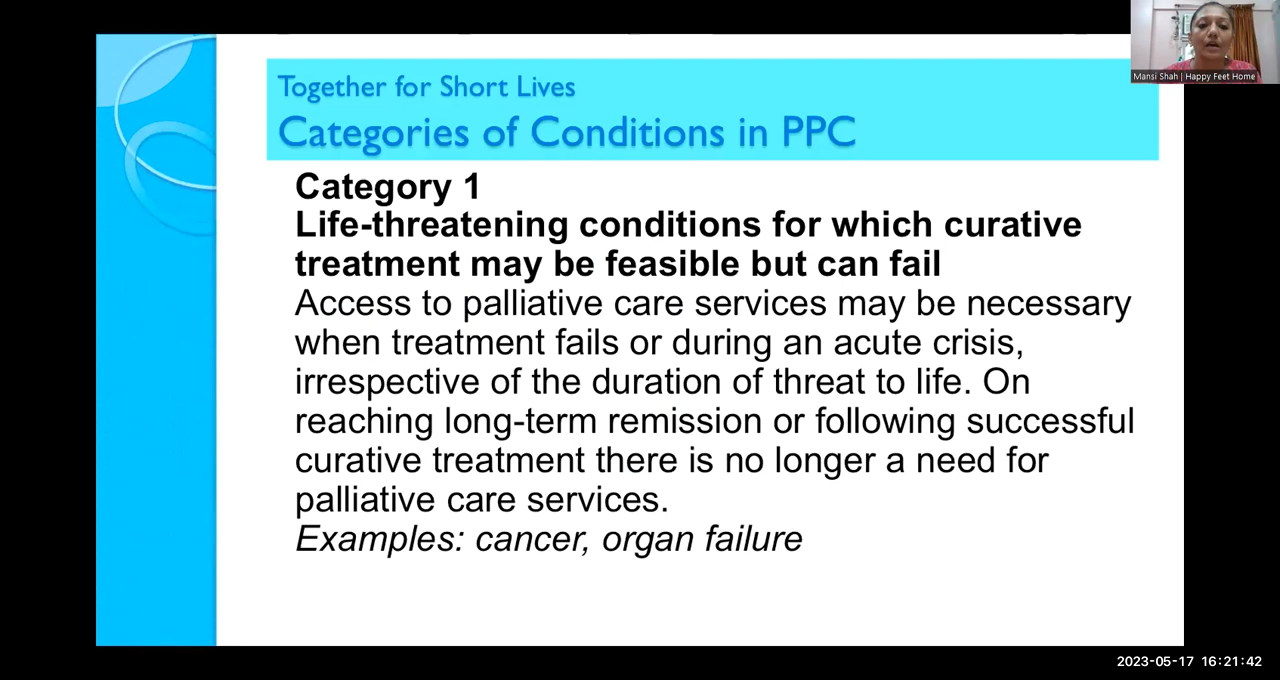 Mansi Shah | Happy Feet Home
Together for Short Lives
Categories of Conditions in PPC
Category 1
Life-threatening conditions for which curative
treatment may be feasible but can fail
Access to palliative care services may be necessary
when treatment fails or during an acute crisis,
irrespective of the duration of threat to life. On
reaching long-term remission or following successful
curative treatment there is no longer a need for
palliative care services.
Examples: cancer, organ failure
2023-05-17 16:21:42